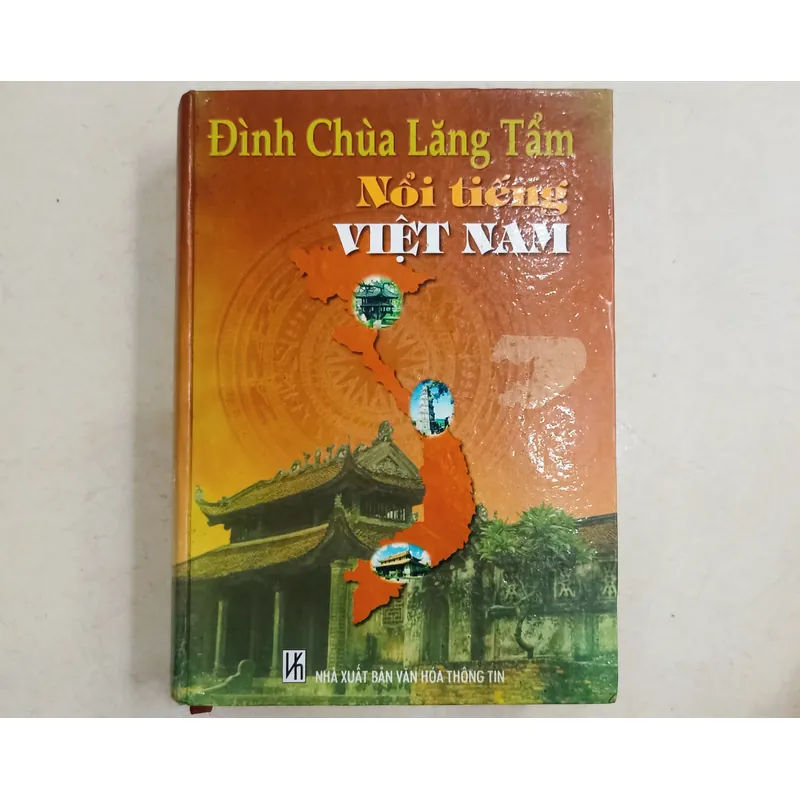 Đình Chùa Lăng Tẩm
Nổi tiếng
VIỆT NAM
NHÀ XUẤT BẢN VĂN HÓA THÔNG TIN